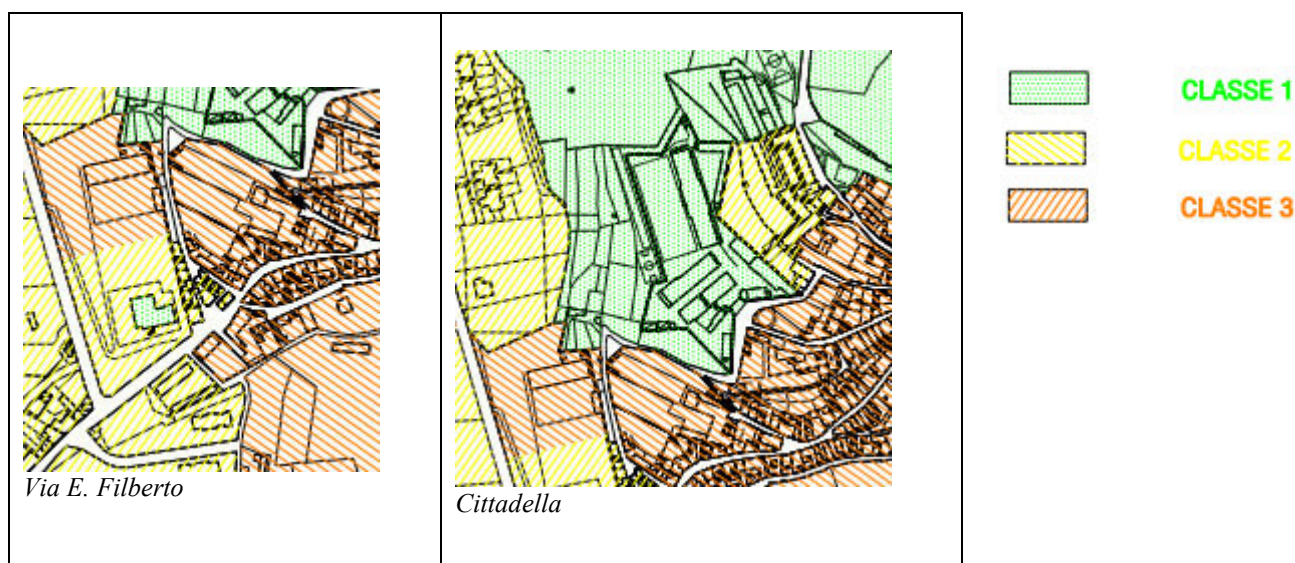 Via E. Filberto
Cittadella
CLASSE 1
CLASSE 2
CLASSE 3